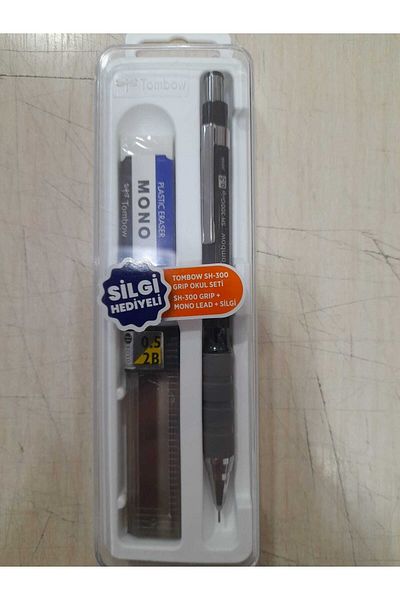 Tombow
PLASTIC ERASER
MONO
Tombow
SİLGİ
HEDİYELİ
TOMBOW SH-300
GRIP OKUL SETİ
SH-300 GRIP +
MONO LEAD + SİLGİ
0.5
2B
Tombow